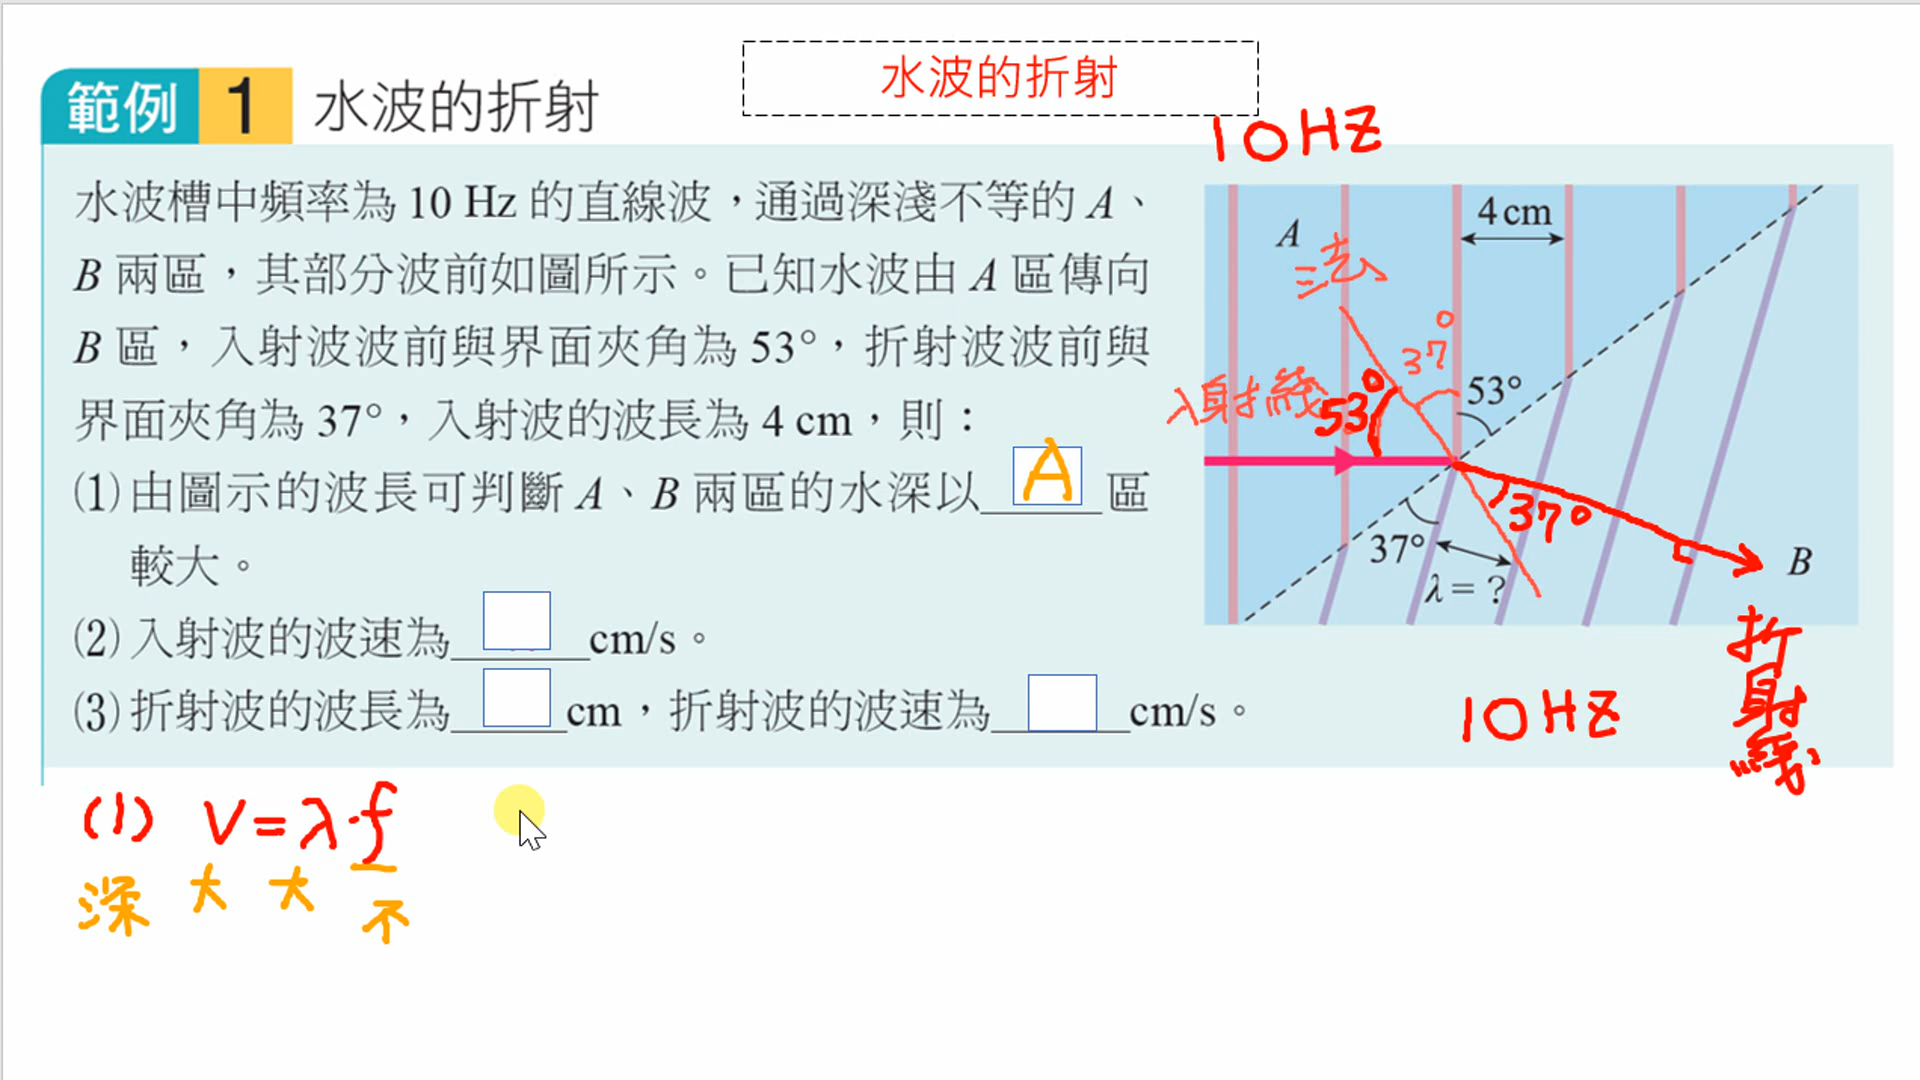 水波的折射
範例 1 水波的折射
10 HZ
水波槽中頻率為 10 Hz 的直線波，通過深淺不等的 A、
B 兩區，其部分波前如圖所示。已知水波由 A 區傳向
B 區，入射波波前與界面夾角為 53°，折射波波前與
界面夾角為 37°，入射波的波長為 4 cm，則：
(1) 由圖示的波長可判斷 A、B 兩區的水深以 A 區
較大。
(2) 入射波的波速為 cm/s。
(3) 折射波的波長為 cm，折射波的波速為 cm/s。
4 cm
A
法
37°
53°
入射線
53°
37°
37°
λ = ?
B
折射線
10 HZ
(1) V = λ · f
深 大 大 不